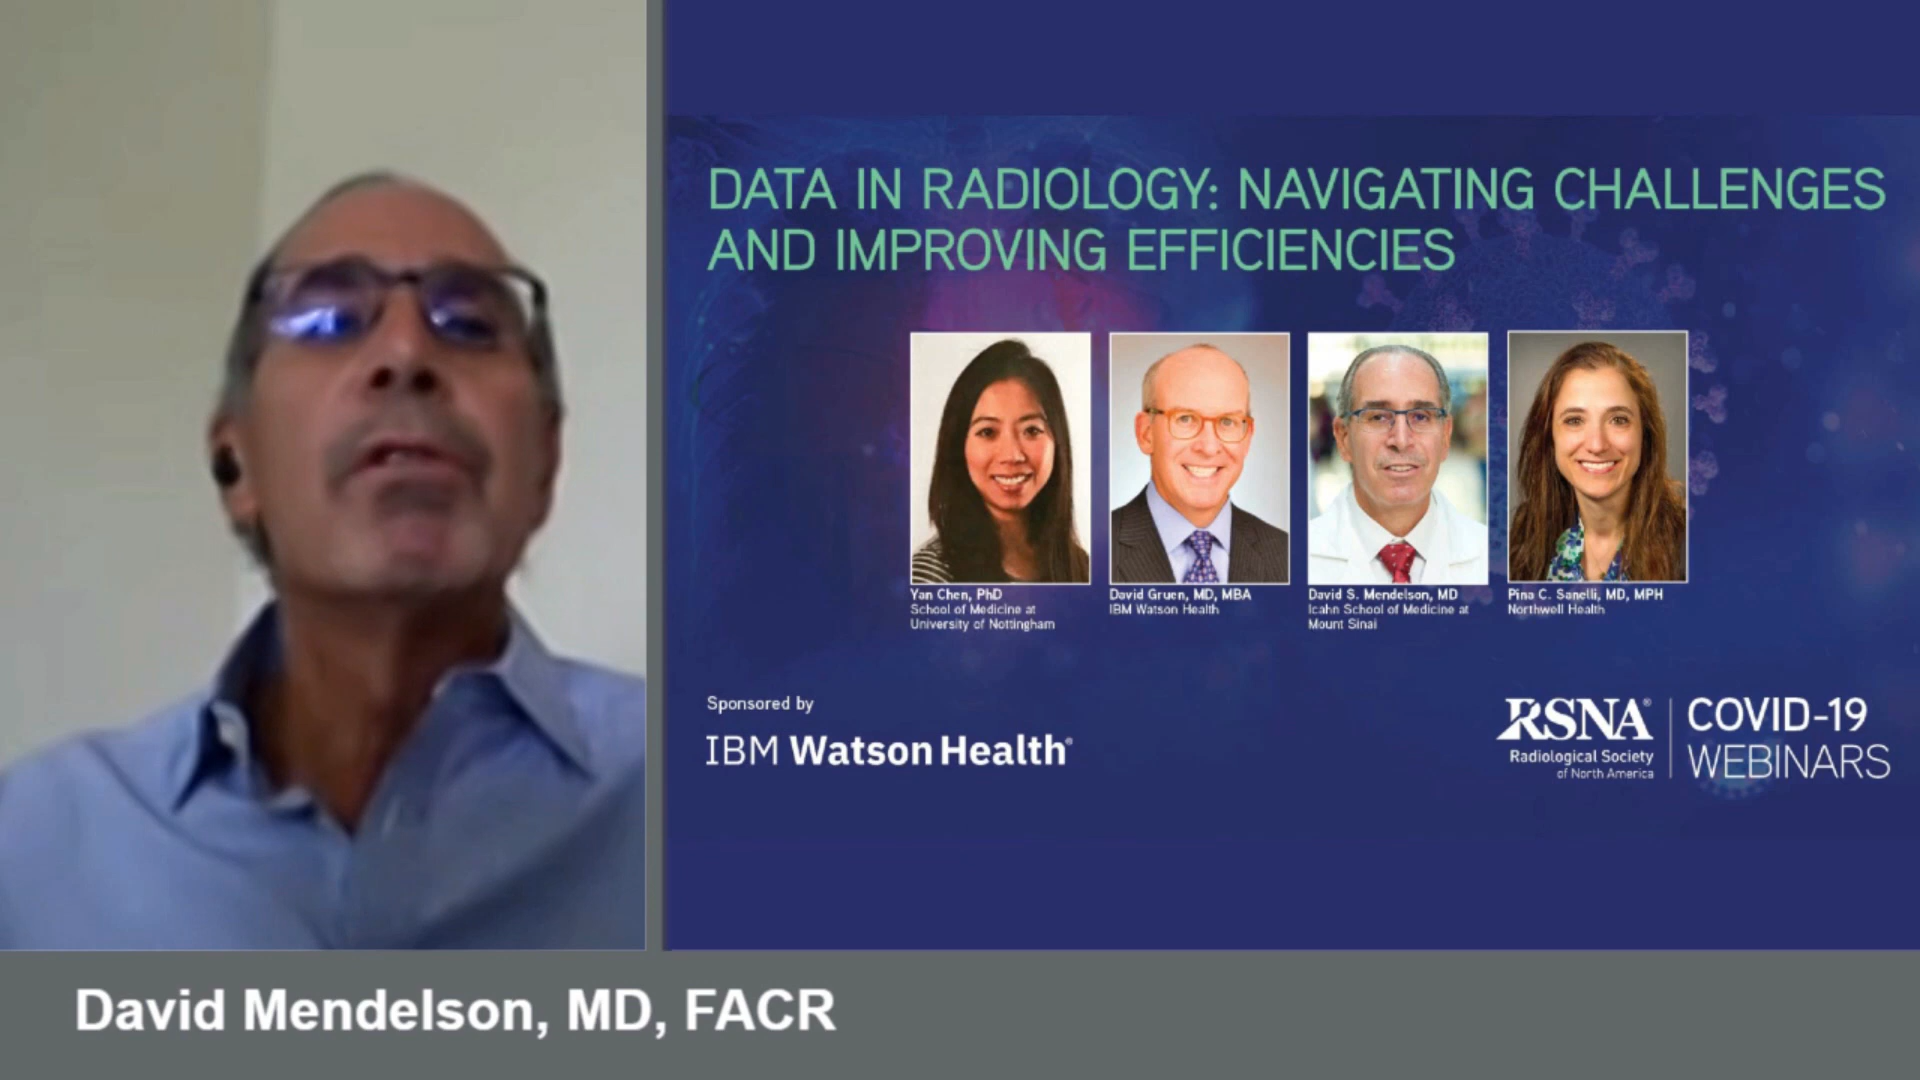 DATA IN RADIOLOGY: NAVIGATING CHALLENGES
AND IMPROVING EFFICIENCIES
Yan Chen, PhD
School of Medicine at
University of Nottingham
David Gruen, MD, MBA
IBM Watson Health
David S. Mendelson, MD
Icahn School of Medicine at
Mount Sinai
Pina C. Sanelli, MD, MPH
Northwell Health
Sponsored by
IBM Watson Health®
RSNA®
Radiological Society
of North America
COVID-19
WEBINARS
David Mendelson, MD, FACR